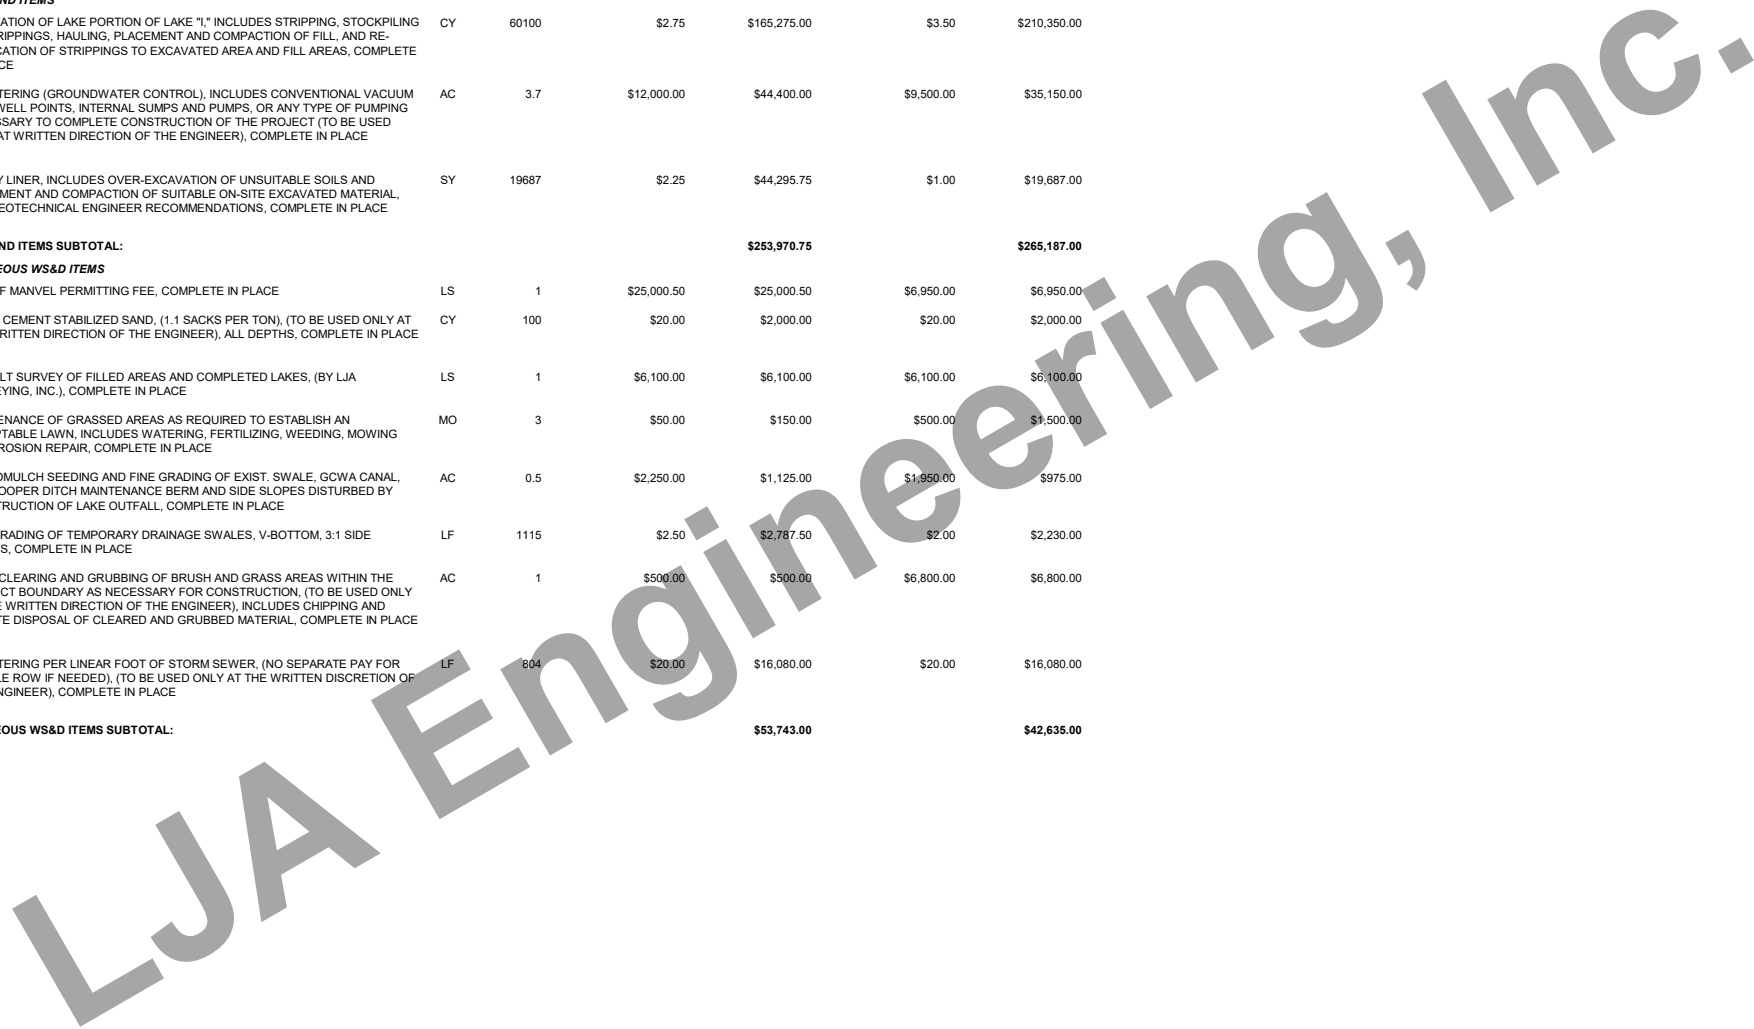 ND ITEMS
ATION OF LAKE PORTION OF LAKE "I," INCLUDES STRIPPING, STOCKPILING CY 60100 $2.75 $165,275.00 $3.50 $210,350.00
RIPPINGS, HAULING, PLACEMENT AND COMPACTION OF FILL, AND RE-
CATION OF STRIPPINGS TO EXCAVATED AREA AND FILL AREAS, COMPLETE
CE
TERING (GROUNDWATER CONTROL), INCLUDES CONVENTIONAL VACUUM AC 3.7 $12,000.00 $44,400.00 $9,500.00 $35,150.00
WELL POINTS, INTERNAL SUMPS AND PUMPS, OR ANY TYPE OF PUMPING
SSARY TO COMPLETE CONSTRUCTION OF THE PROJECT (TO BE USED
AT WRITTEN DIRECTION OF THE ENGINEER), COMPLETE IN PLACE
Y LINER, INCLUDES OVER-EXCAVATION OF UNSUITABLE SOILS AND SY 19687 $2.25 $44,295.75 $1.00 $19,687.00
MENT AND COMPACTION OF SUITABLE ON-SITE EXCAVATED MATERIAL,
EOTECHNICAL ENGINEER RECOMMENDATIONS, COMPLETE IN PLACE
ND ITEMS SUBTOTAL: $253,970.75 $265,187.00
EOUS WS&D ITEMS
F MANVEL PERMITTING FEE, COMPLETE IN PLACE LS 1 $25,000.50 $25,000.50 $6,950.00 $6,950.00
CEMENT STABILIZED SAND, (1.1 SACKS PER TON), (TO BE USED ONLY AT CY 100 $20.00 $2,000.00 $20.00 $2,000.00
RITTEN DIRECTION OF THE ENGINEER), ALL DEPTHS, COMPLETE IN PLACE
LT SURVEY OF FILLED AREAS AND COMPLETED LAKES, (BY LJA LS 1 $6,100.00 $6,100.00 $6,100.00 $6,100.00
EYING, INC.), COMPLETE IN PLACE
ENANCE OF GRASSED AREAS AS REQUIRED TO ESTABLISH AN MO 3 $50.00 $150.00 $500.00 $1,500.00
PTABLE LAWN, INCLUDES WATERING, FERTILIZING, WEEDING, MOWING
ROSION REPAIR, COMPLETE IN PLACE
OMULCH SEEDING AND FINE GRADING OF EXIST. SWALE, GCWA CANAL, AC 0.5 $2,250.00 $1,125.00 $1,950.00 $975.00
OOPER DITCH MAINTENANCE BERM AND SIDE SLOPES DISTURBED BY
TRUCTION OF LAKE OUTFALL, COMPLETE IN PLACE
RADING OF TEMPORARY DRAINAGE SWALES, V-BOTTOM, 3:1 SIDE LF 1115 $2.50 $2,787.50 $2.00 $2,230.00
S, COMPLETE IN PLACE
CLEARING AND GRUBBING OF BRUSH AND GRASS AREAS WITHIN THE AC 1 $500.00 $500.00 $6,800.00 $6,800.00
CT BOUNDARY AS NECESSARY FOR CONSTRUCTION, (TO BE USED ONLY
E WRITTEN DIRECTION OF THE ENGINEER), INCLUDES CHIPPING AND
TE DISPOSAL OF CLEARED AND GRUBBED MATERIAL, COMPLETE IN PLACE
TERING PER LINEAR FOOT OF STORM SEWER, (NO SEPARATE PAY FOR LF 804 $20.00 $16,080.00 $20.00 $16,080.00
LE ROW IF NEEDED), (TO BE USED ONLY AT THE WRITTEN DISCRETION OF
NGINEER), COMPLETE IN PLACE
EOUS WS&D ITEMS SUBTOTAL: $53,743.00 $42,635.00
LJA Engineering, Inc.